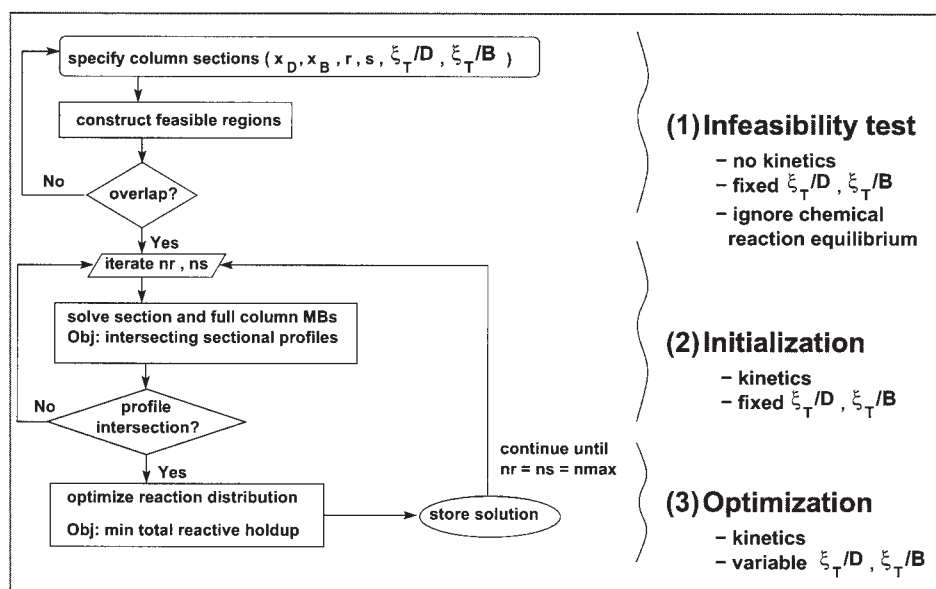 specify column sections ( x_D , x_B , r , s , ξ_T/D , ξ_T/B )
construct feasible regions
No
overlap?
Yes
iterate nr , ns
solve section and full column MBs
Obj: intersecting sectional profiles
No
profile
intersection?
Yes
optimize reaction distribution
Obj: min total reactive holdup
store solution
continue until
nr = ns = nmax
(1) Infeasibility test
– no kinetics
– fixed ξ_T/D , ξ_T/B
– ignore chemical
reaction equilibrium
(2) Initialization
– kinetics
– fixed ξ_T/D , ξ_T/B
(3) Optimization
– kinetics
– variable ξ_T/D , ξ_T/B